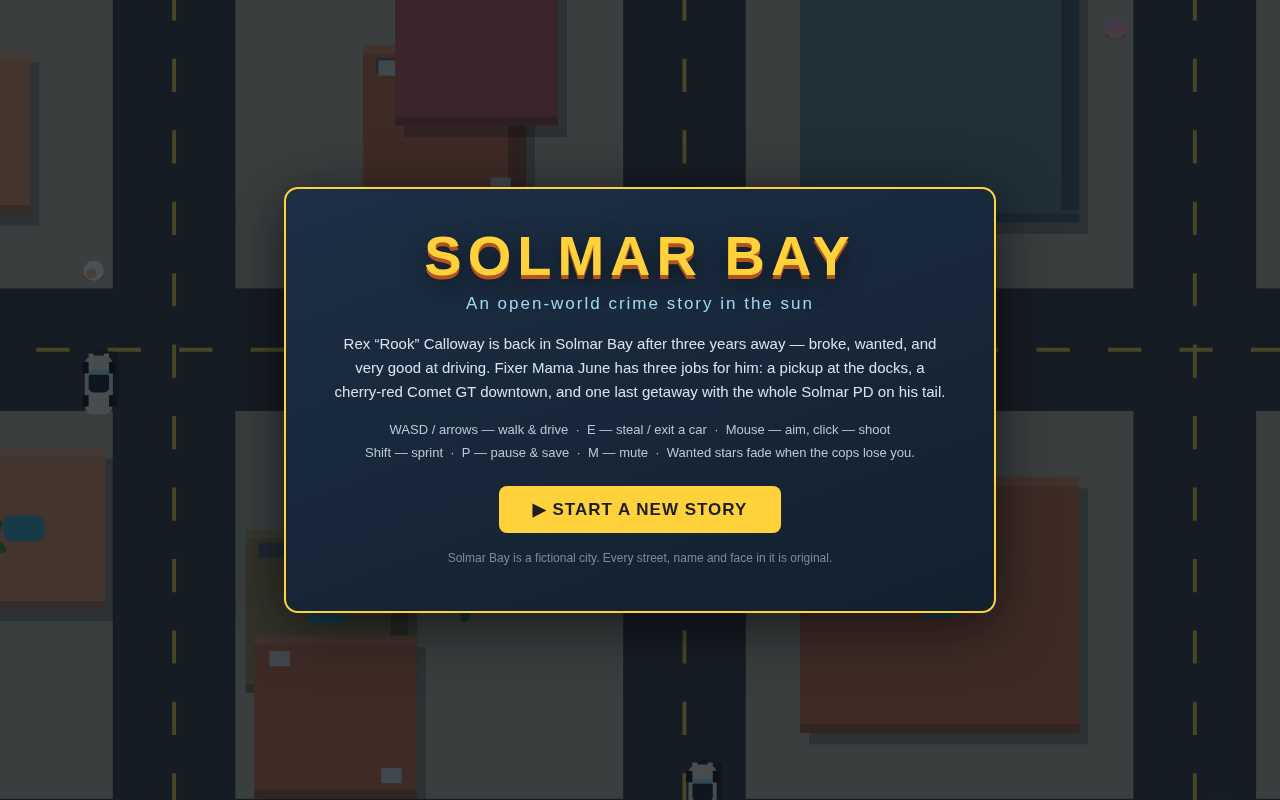 SOLMAR BAY
An open-world crime story in the sun
Rex “Rook” Calloway is back in Solmar Bay after three years away — broke, wanted, and
very good at driving. Fixer Mama June has three jobs for him: a pickup at the docks, a
cherry-red Comet GT downtown, and one last getaway with the whole Solmar PD on his tail.
WASD / arrows — walk & drive · E — steal / exit a car · Mouse — aim, click — shoot
Shift — sprint · P — pause & save · M — mute · Wanted stars fade when the cops lose you.
▶ START A NEW STORY
Solmar Bay is a fictional city. Every street, name and face in it is original.